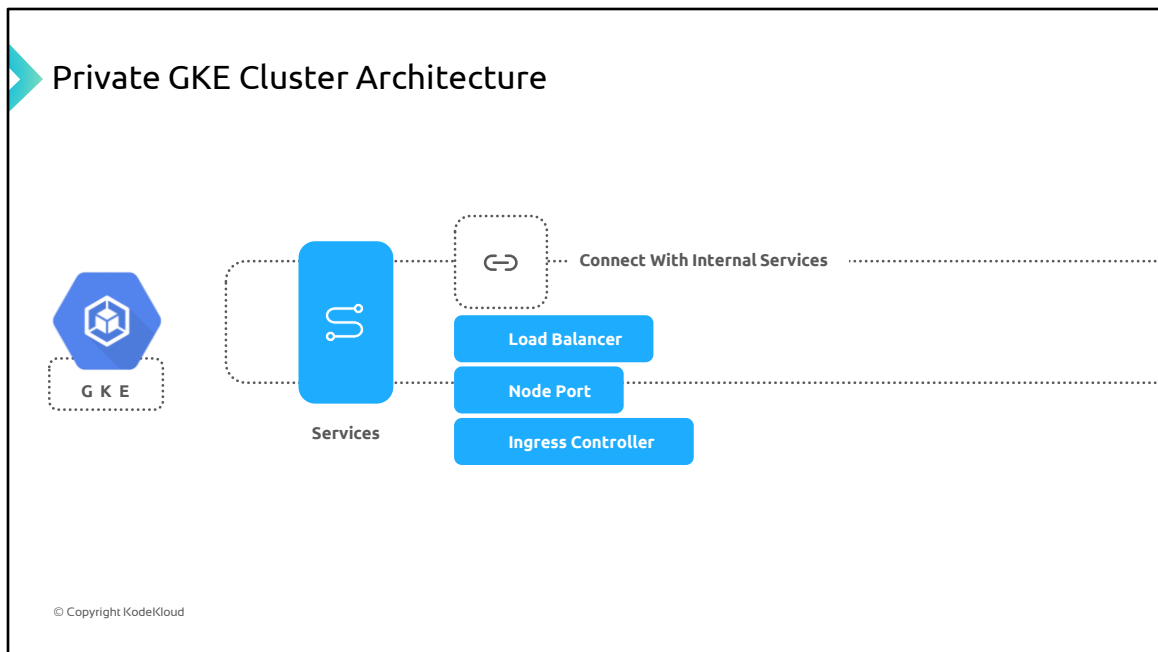 Private GKE Cluster Architecture
Connect With Internal Services
Load Balancer
G K E
Node Port
Services
Ingress Controller
© Copyright KodeKloud